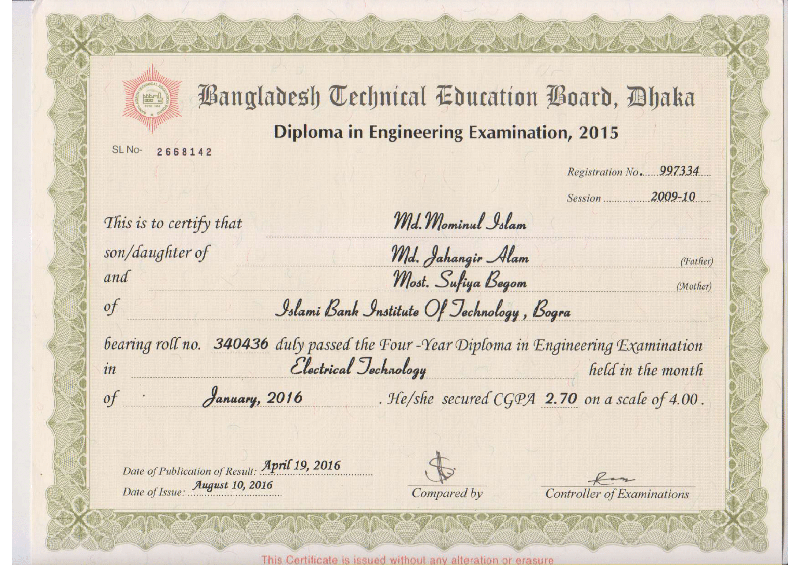 Bangladesh Technical Education Board, Dhaka
Diploma in Engineering Examination, 2015
SL No- 2668142
Registration No. 997334
Session 2009-10
This is to certify that Md. Mominul Islam
son/daughter of Md. Jahangir Alam (Father)
and Most. Sufiya Begom (Mother)
of Islami Bank Institute Of Technology , Bogra
bearing roll no. 340436 duly passed the Four -Year Diploma in Engineering Examination
in Electrical Technology held in the month
of January, 2016 . He/she secured CGPA 2.70 on a scale of 4.00 .
Date of Publication of Result: April 19, 2016
Date of Issue: August 10, 2016
Compared by Controller of Examinations
This Certificate is issued without any alteration or erasure